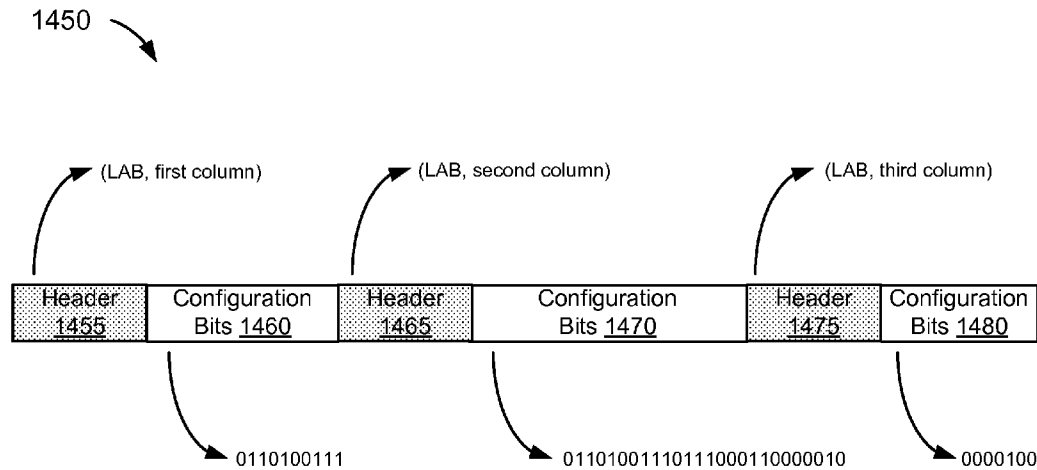 1450
(LAB, first column)
(LAB, second column)
(LAB, third column)
Header
1455
Configuration
Bits 1460
Header
1465
Configuration
Bits 1470
Header
1475
Configuration
Bits 1480
0110100111
0110100111011100011000010
0000100